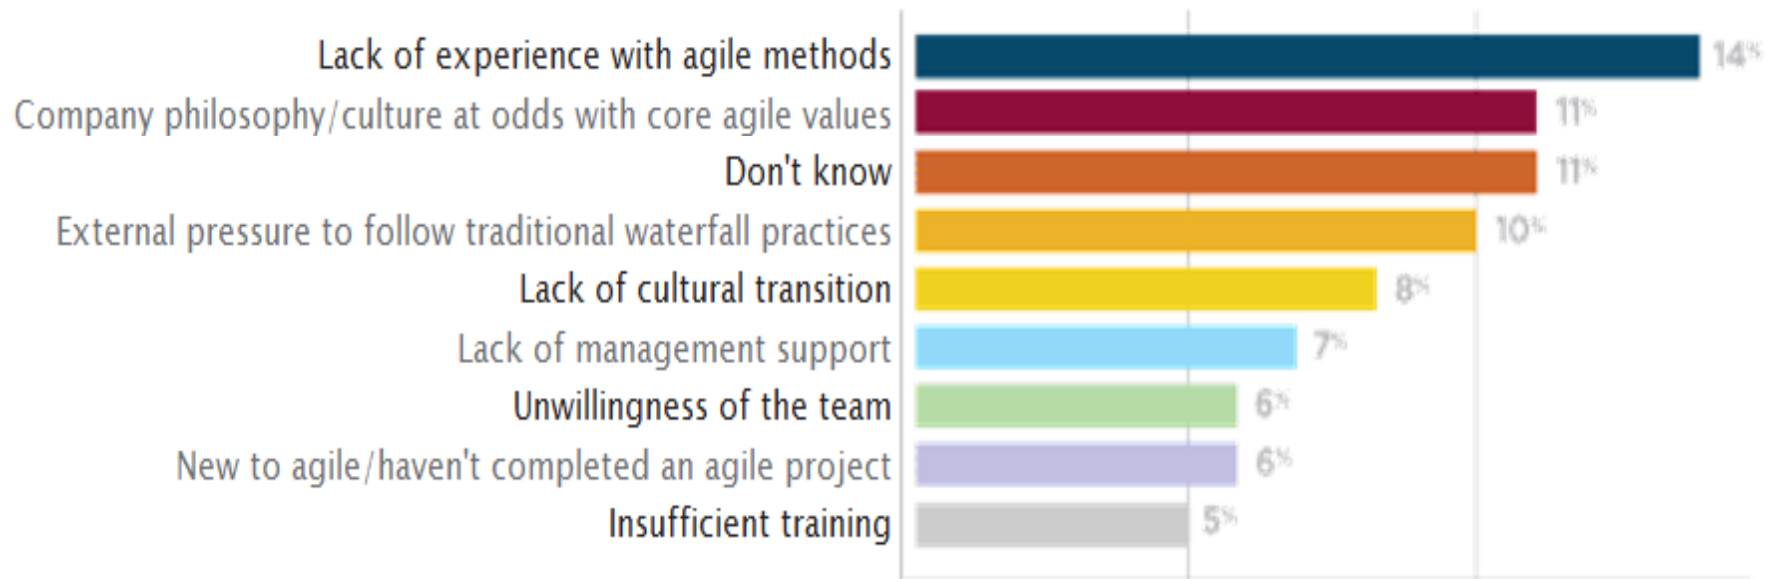 Lack of experience with agile methods 14%
Company philosophy/culture at odds with core agile values 11%
Don't know 11%
External pressure to follow traditional waterfall practices 10%
Lack of cultural transition 8%
Lack of management support 7%
Unwillingness of the team 6%
New to agile/haven't completed an agile project 6%
Insufficient training 5%